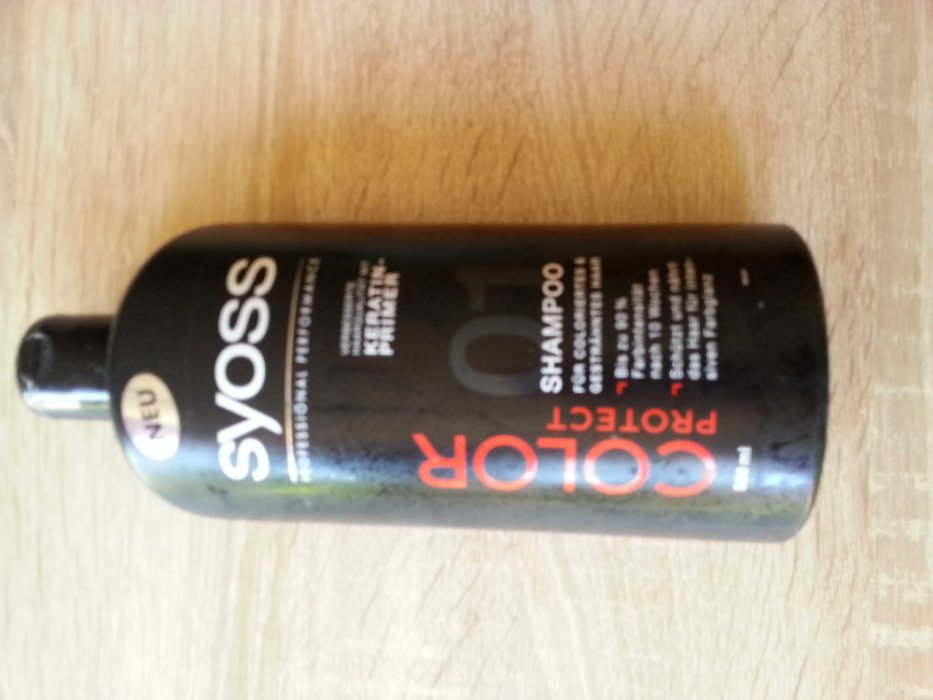 NEU
syoss
PROFESSIONAL PERFORMANCE
KERATIN-
PRIMER
01
SHAMPOO
FÜR COLORIERTES &
GESTRÄHNTES HAAR
Bis zu 90 %
Farbintensität
nach 10 Wochen
Schützt und nährt
das Haar für inten-
siven Farbglanz
COLOR
PROTECT
500 ml